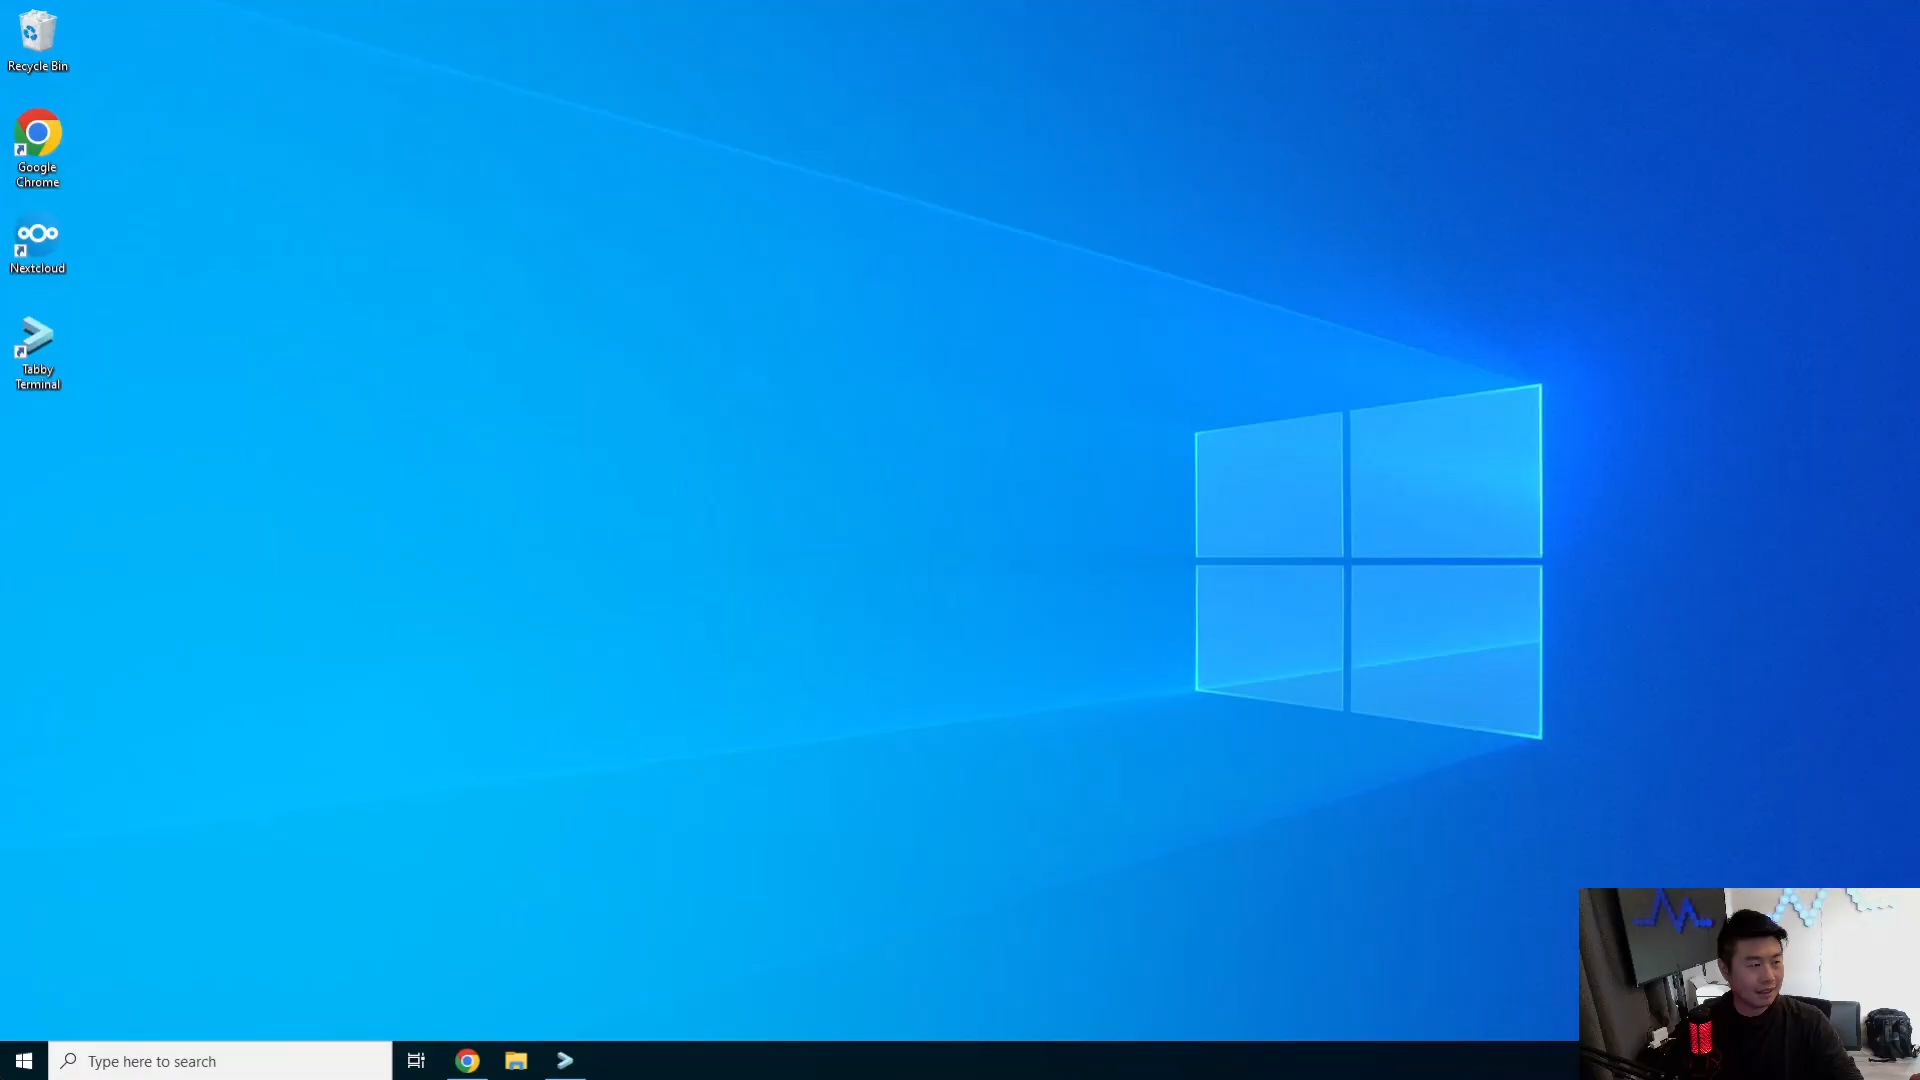 Recycle Bin
Google
Chrome
Nextcloud
Tabby
Terminal
Type here to search